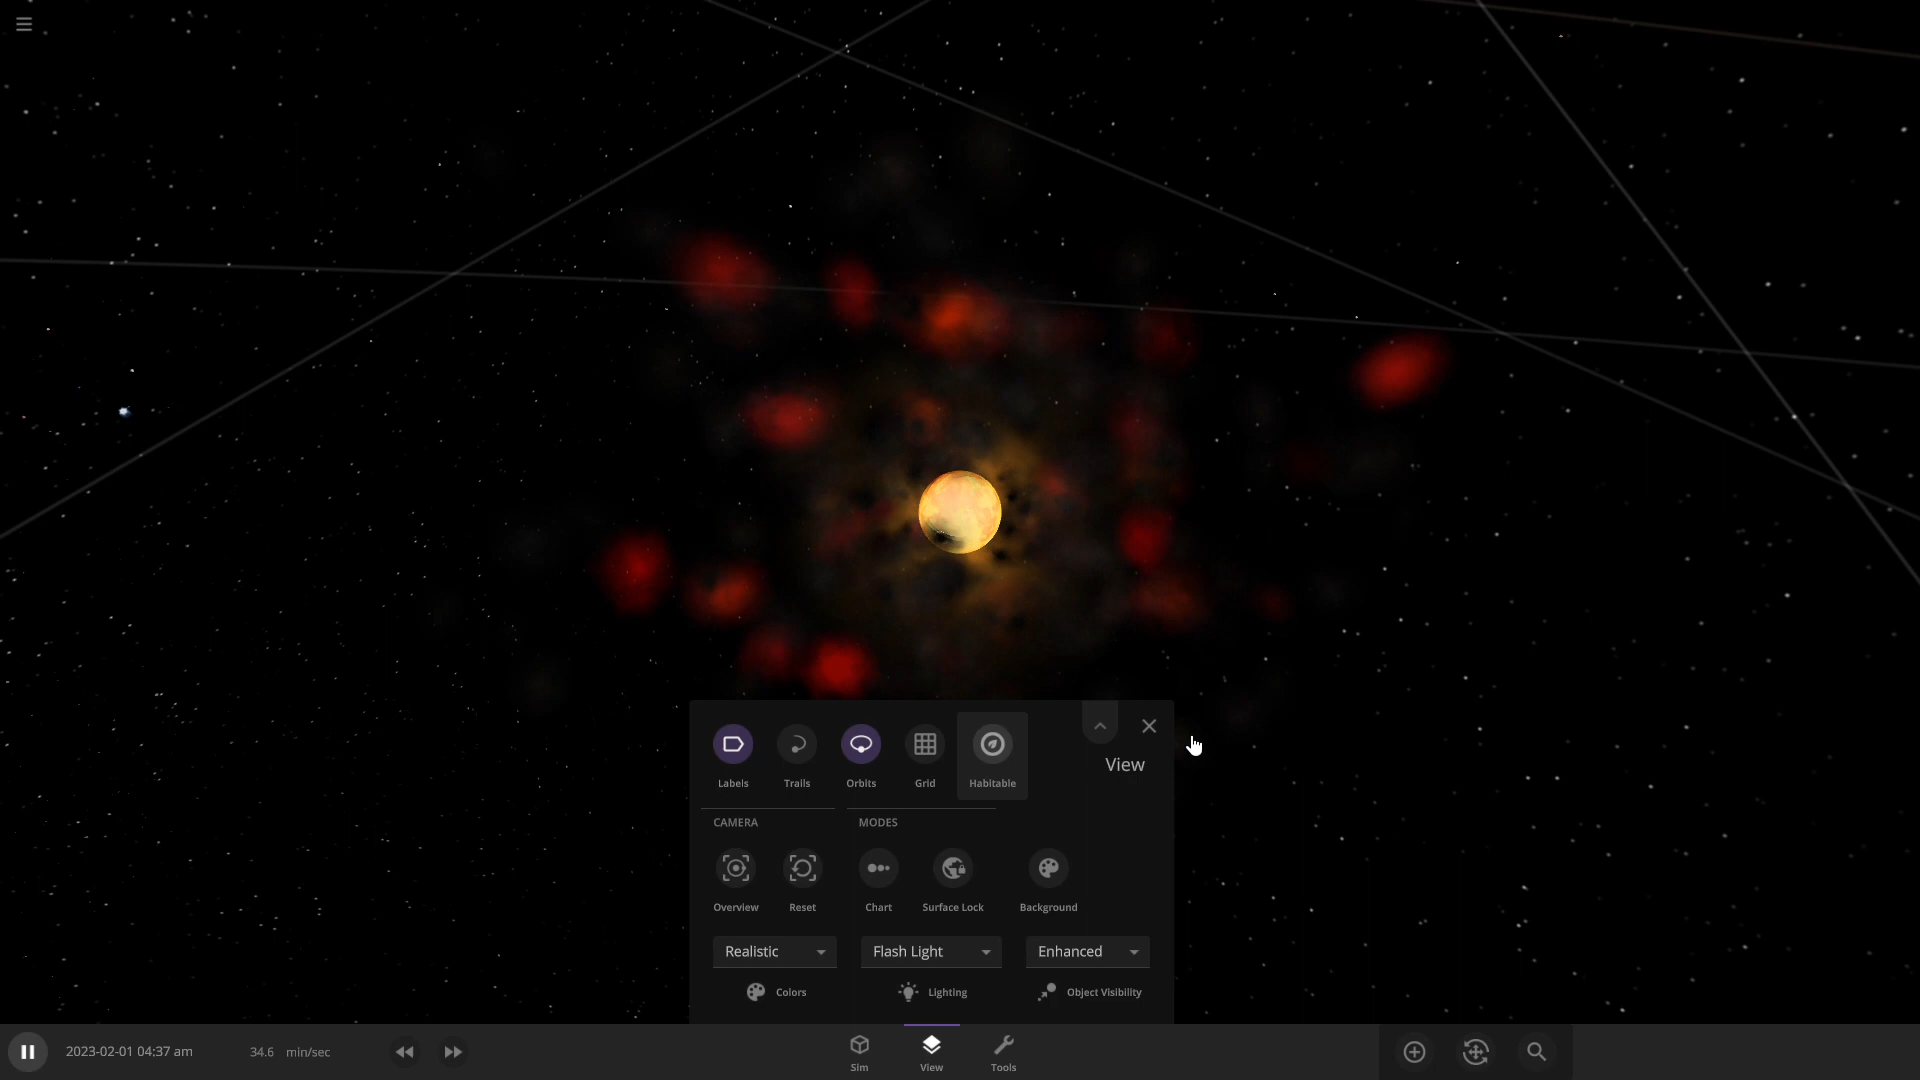 Labels Trails Orbits Grid Habitable
View
CAMERA MODES
Overview Reset Chart Surface Lock Background
Realistic Flash Light Enhanced
Colors Lighting Object Visibility
2023-02-01 04:37 am 34.6 min/sec
Sim View Tools